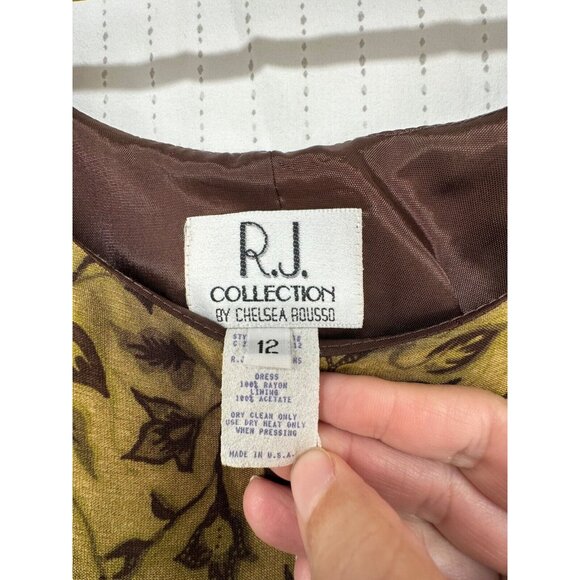 R.J.
COLLECTION
BY CHELSEA ROUSSO
12
12
DRESS
100% RAYON
LINING
100% ACETATE
DRY CLEAN ONLY
USE DRY HEAT ONLY
WHEN PRESSING
MADE IN U.S.A.